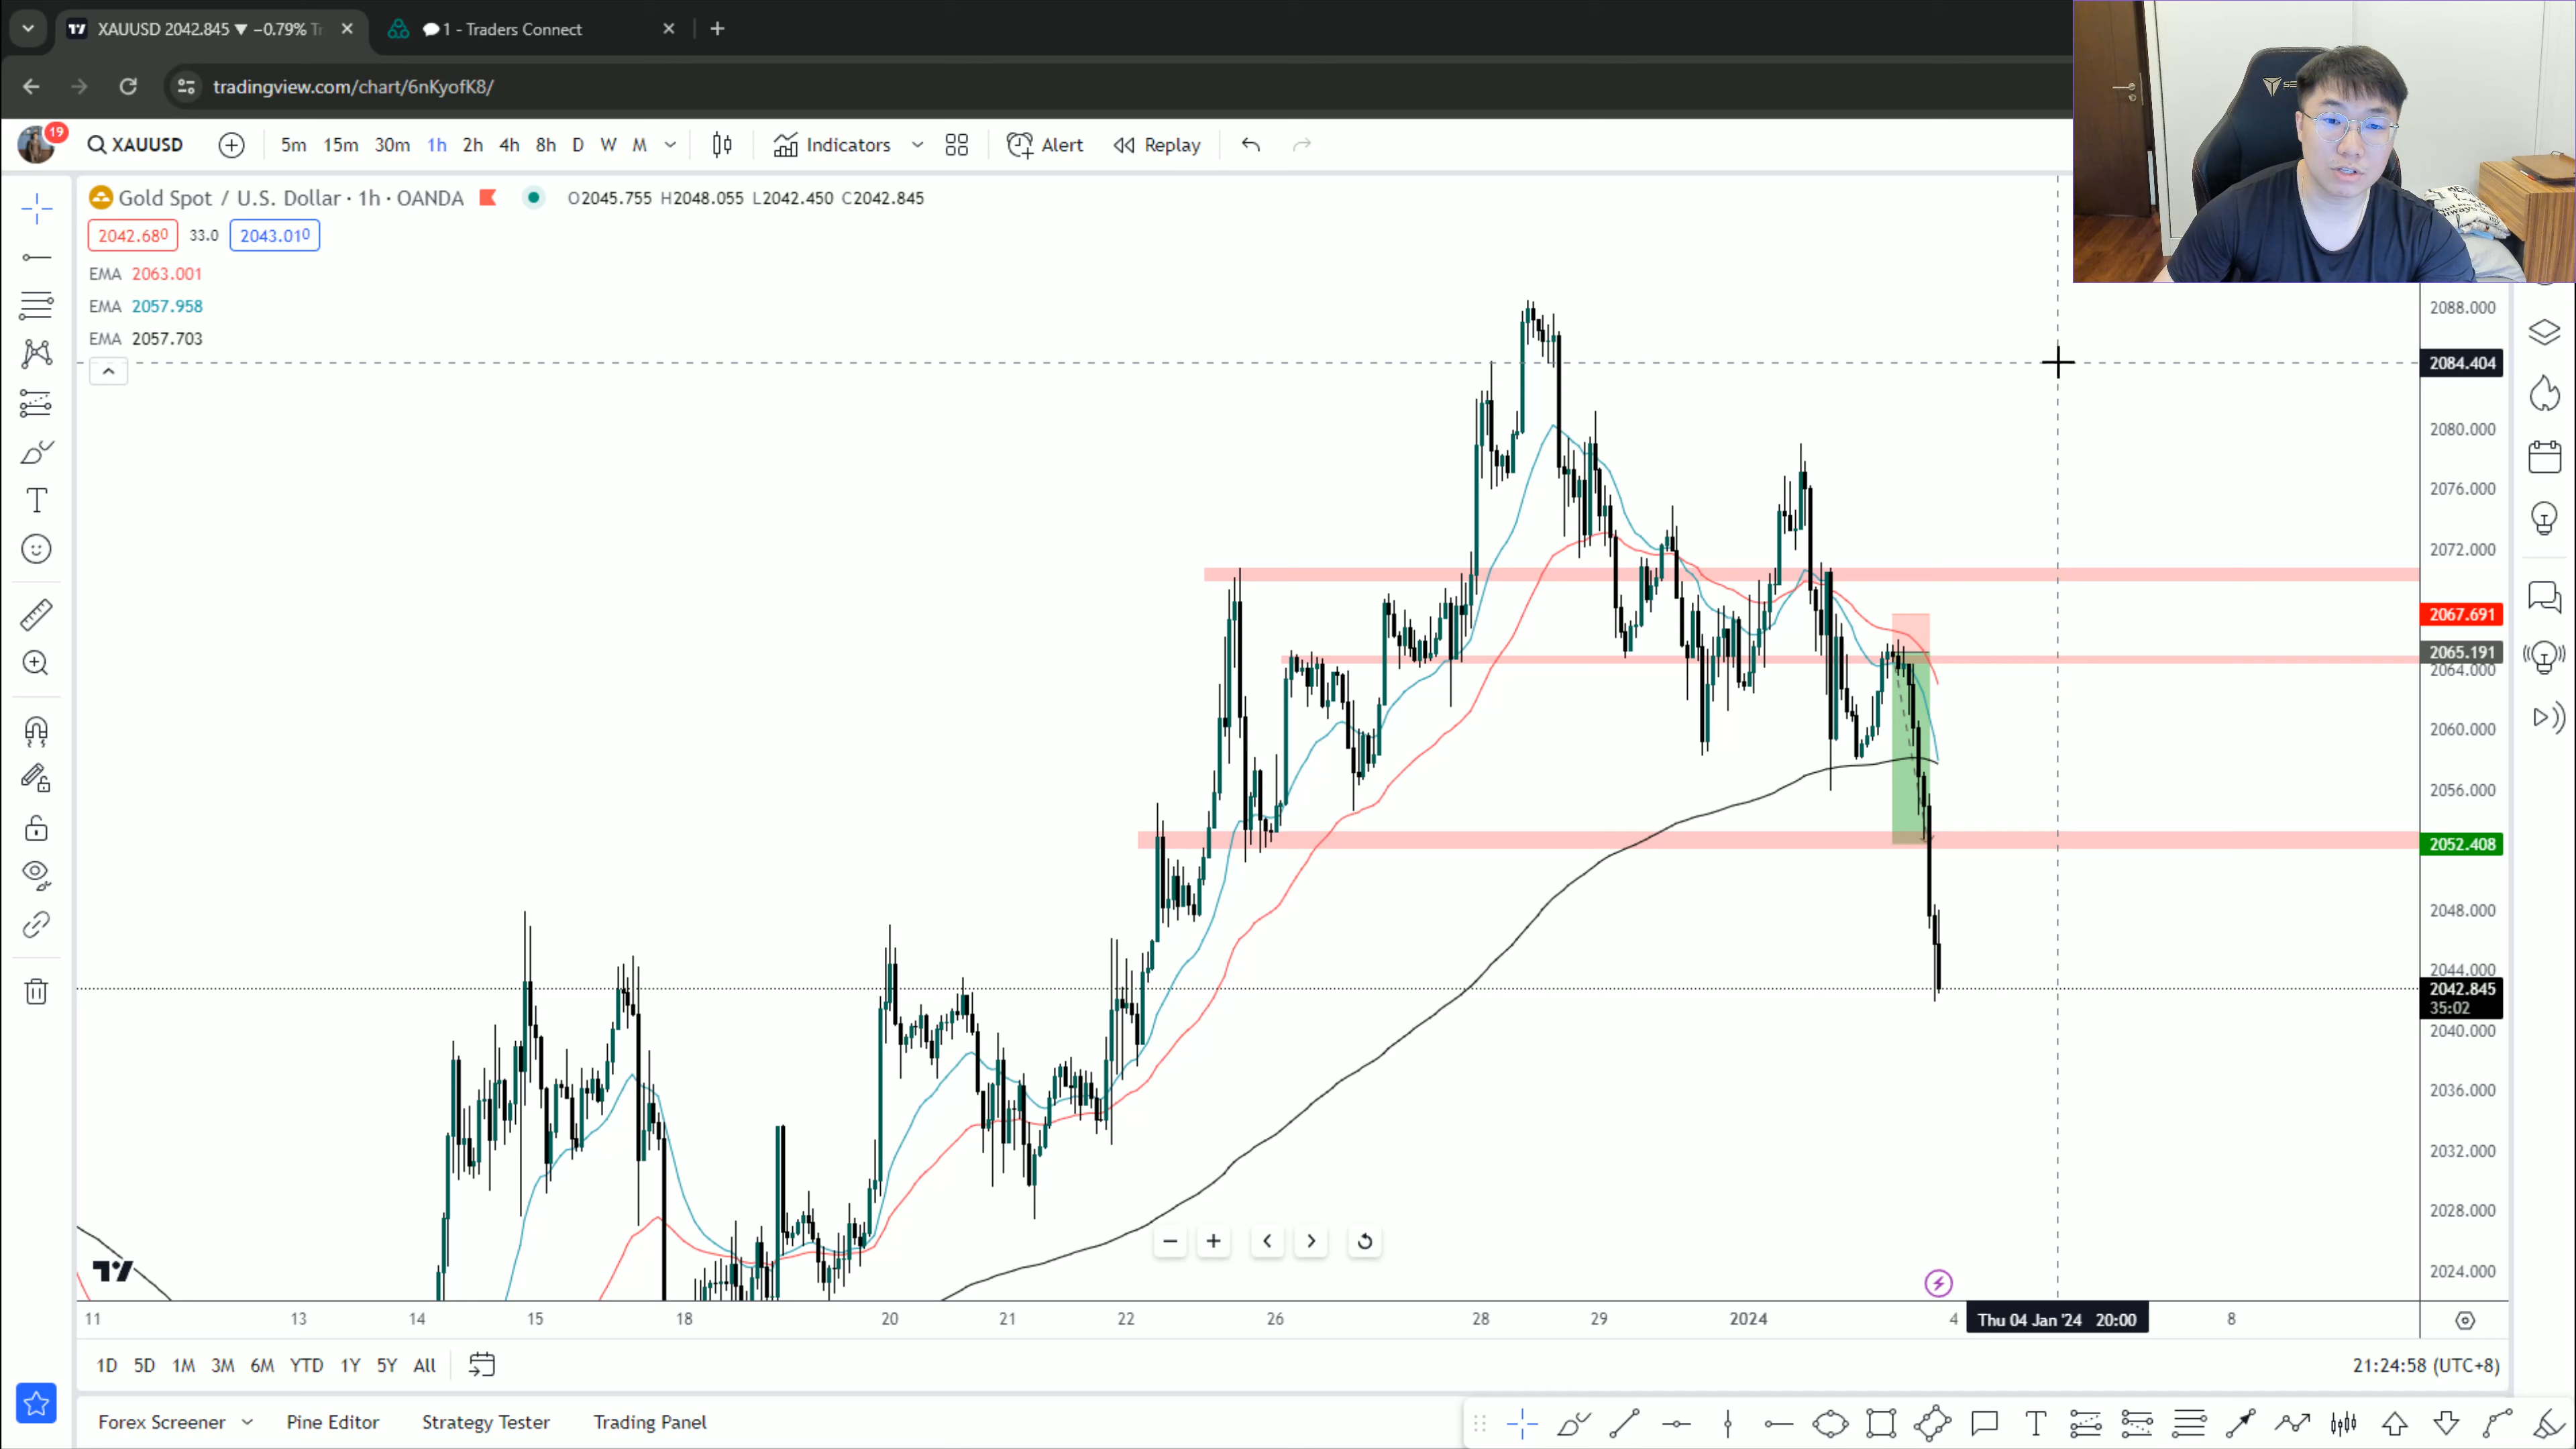 XAUUSD 2042.845 ▼ −0.79%
1 - Traders Connect
tradingview.com/chart/6nKyofK8/
19
XAUUSD
5m 15m 30m 1h 2h 4h 8h D W M
Indicators
Alert
Replay
Gold Spot / U.S. Dollar · 1h · OANDA
O2045.755 H2048.055 L2042.450 C2042.845
2042.680 33.0 2043.010
EMA 2063.001
EMA 2057.958
EMA 2057.703
2088.000
2084.404
2080.000
2076.000
2072.000
2067.691
2065.191
2064.000
2060.000
2056.000
2052.408
2048.000
2044.000
2042.845
35:02
2040.000
2036.000
2032.000
2028.000
2024.000
11 13 14 15 18 20 21 22 26 28 29 2024 4 Thu 04 Jan '24 20:00 8
1D 5D 1M 3M 6M YTD 1Y 5Y All
21:24:58 (UTC+8)
Forex Screener Pine Editor Strategy Tester Trading Panel